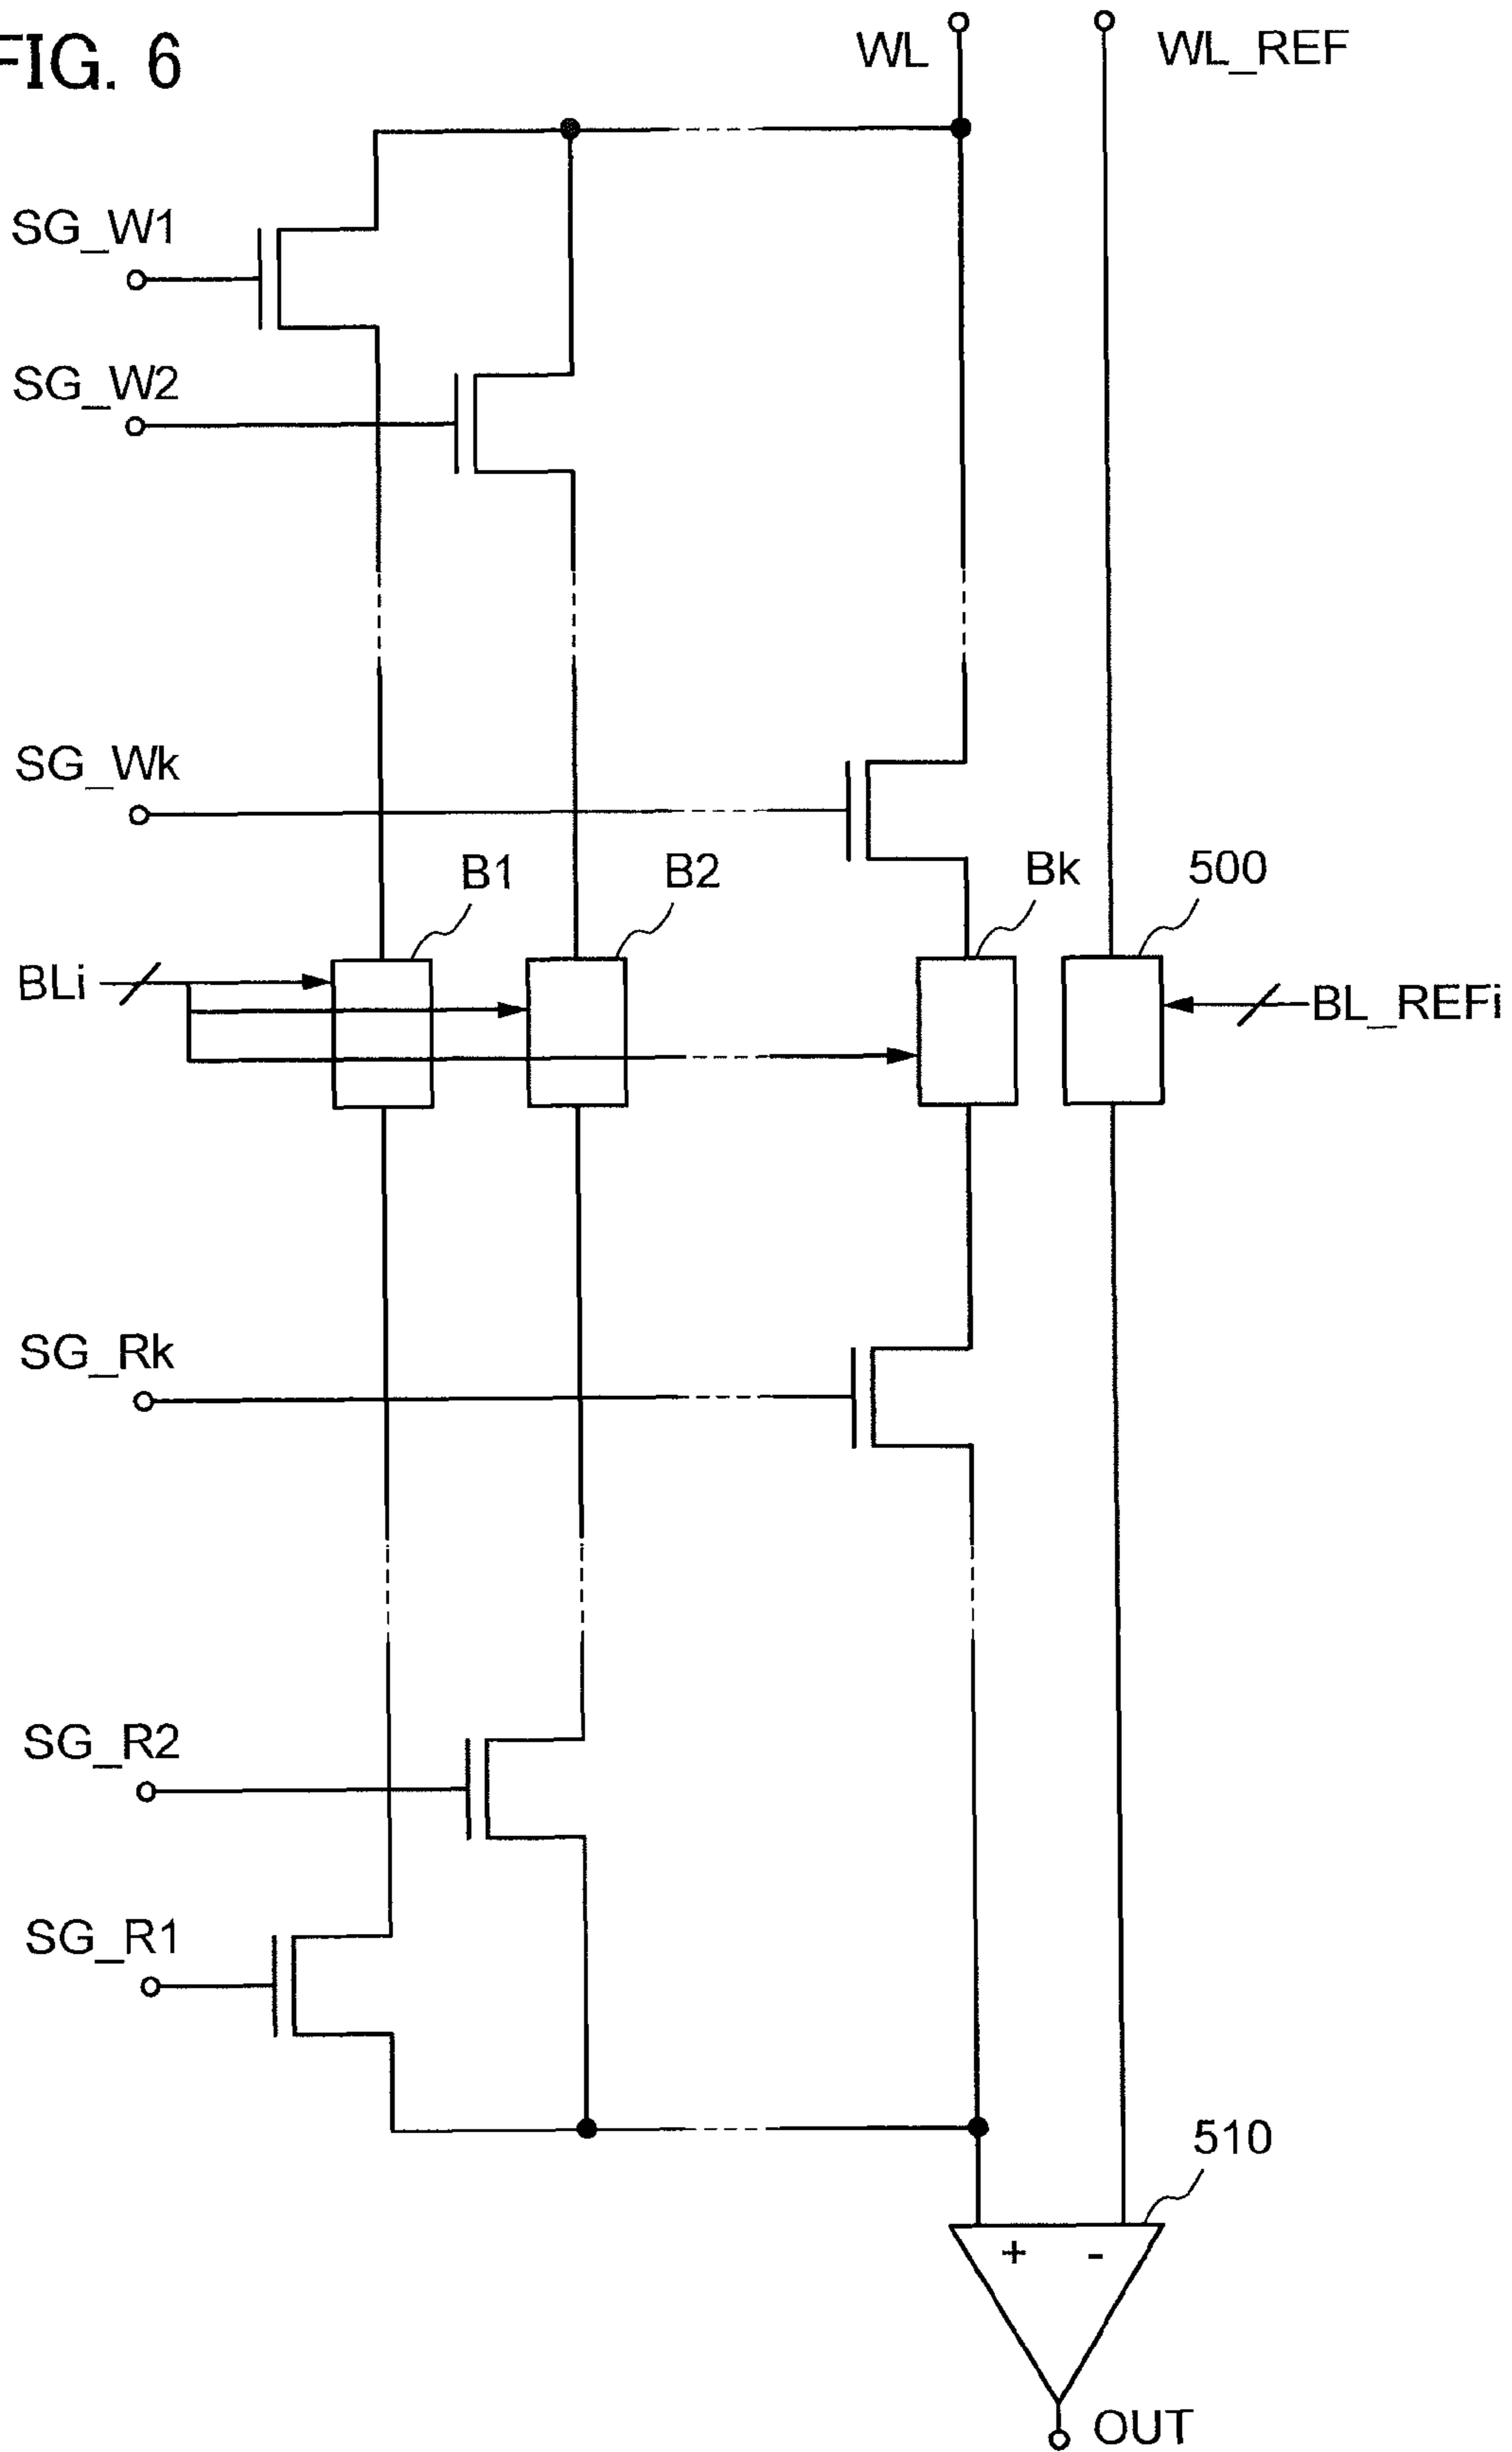 FIG. 6
WL
WL_REF
SG_W1
SG_W2
SG_Wk
B1
B2
Bk
500
BLi
BL_REFi
SG_Rk
SG_R2
SG_R1
510
+ -
OUT